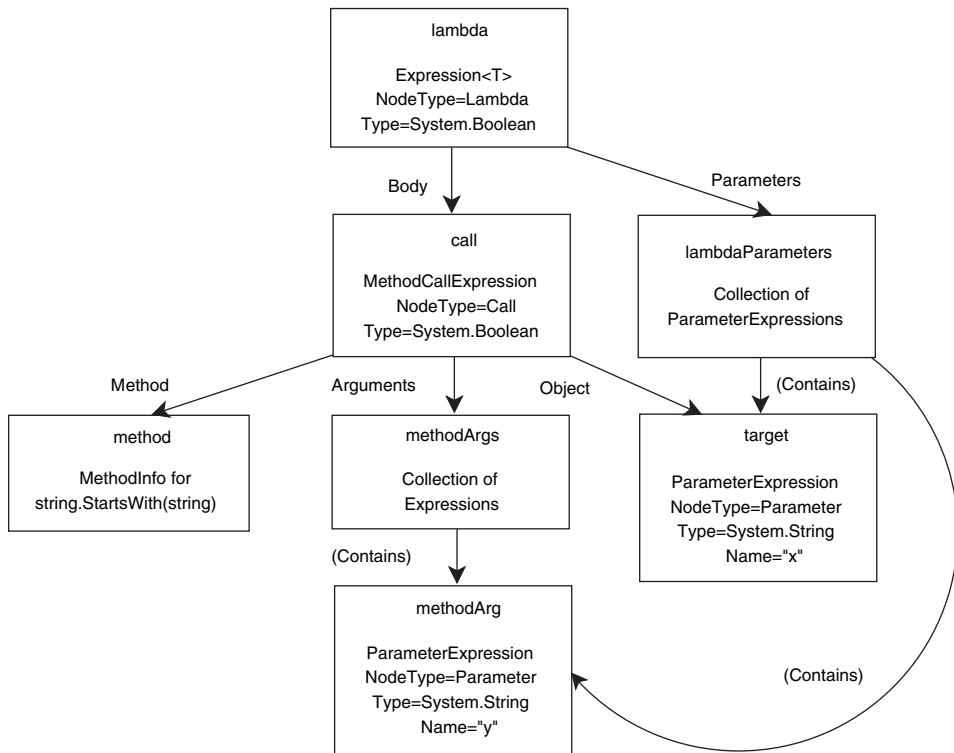 lambda
Expression<T>
NodeType=Lambda
Type=System.Boolean
Body
Parameters
call
MethodCallExpression
NodeType=Call
Type=System.Boolean
lambdaParameters
Collection of
ParameterExpressions
Method
Arguments
Object
(Contains)
method
MethodInfo for
string.StartsWith(string)
methodArgs
Collection of
Expressions
target
ParameterExpression
NodeType=Parameter
Type=System.String
Name="x"
(Contains)
methodArg
ParameterExpression
NodeType=Parameter
Type=System.String
Name="y"
(Contains)